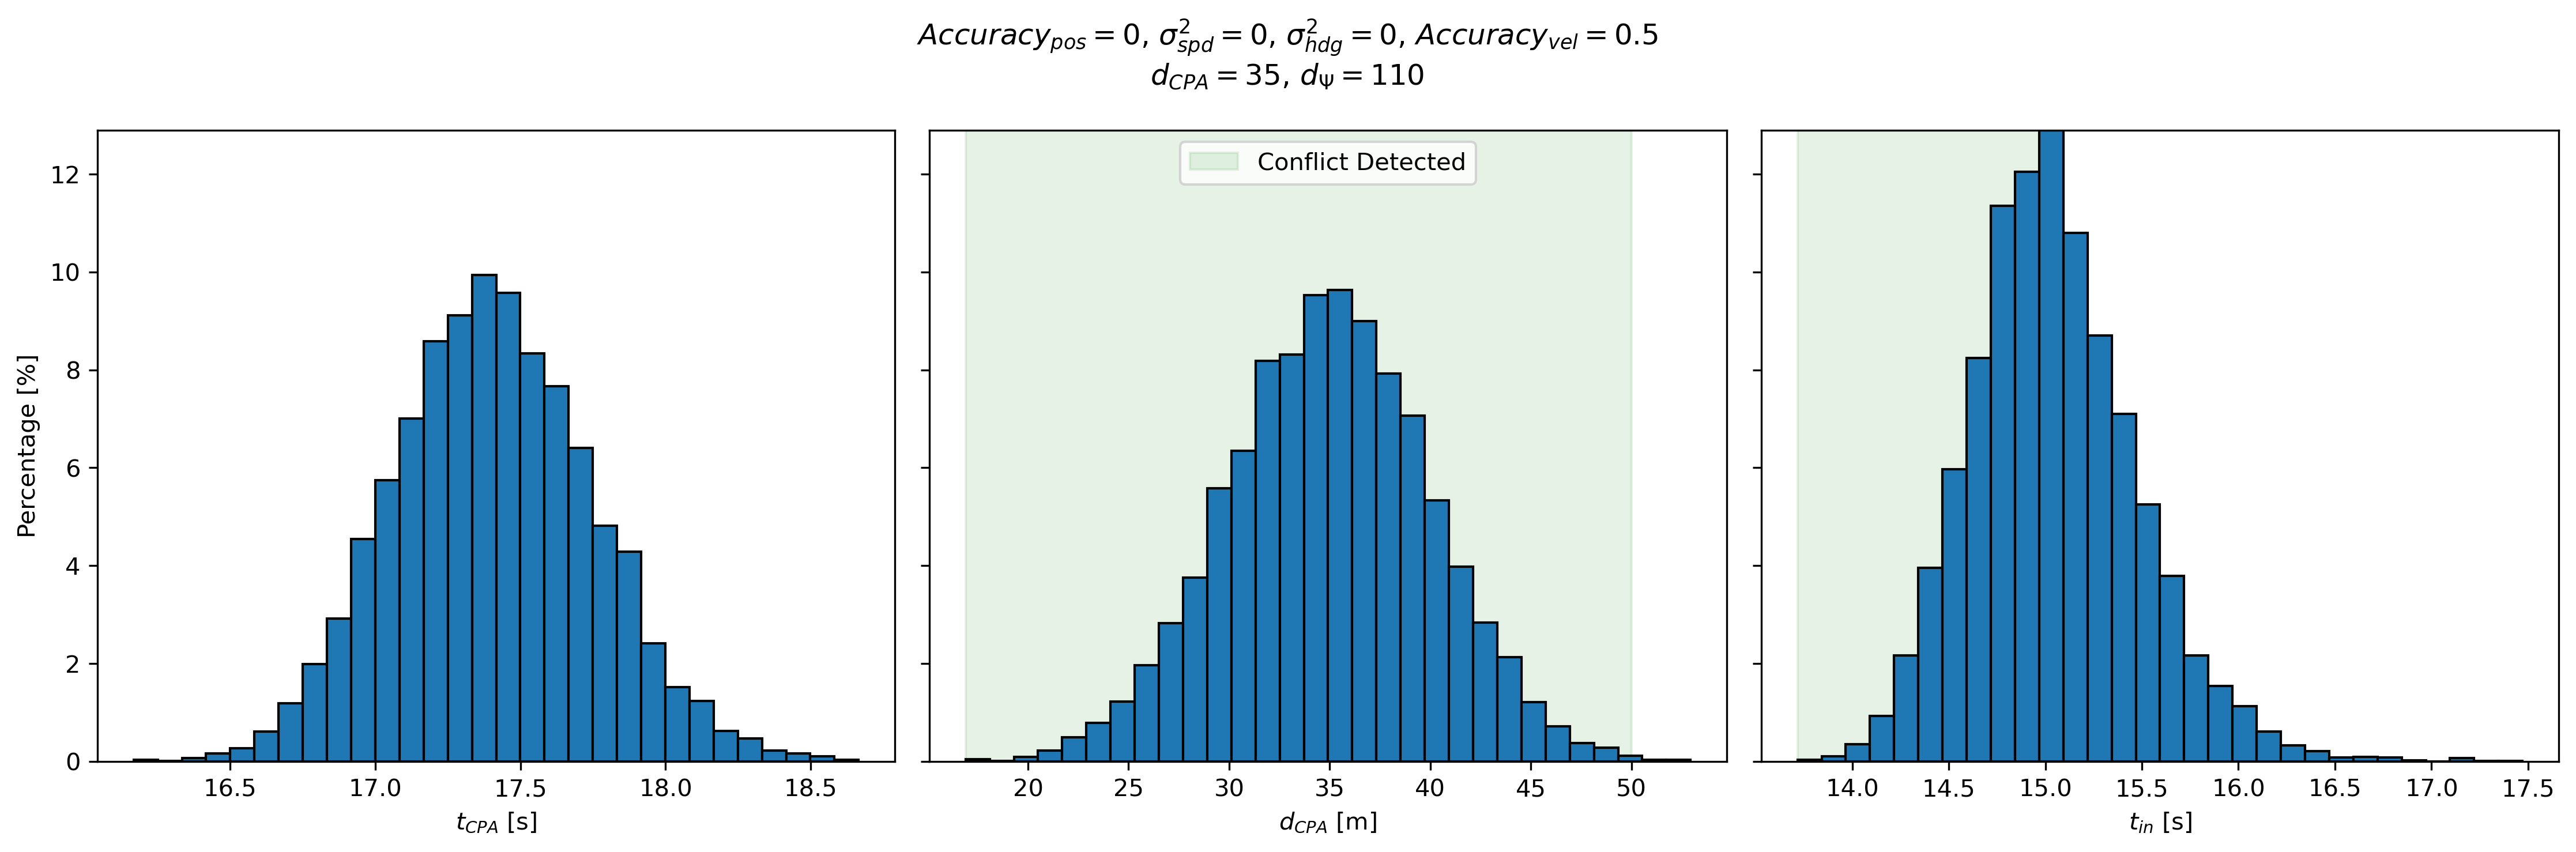 Accuracy_pos = 0, σ²_spd = 0, σ²_hdg = 0, Accuracy_vel = 0.5
d_CPA = 35, d_Ψ = 110
Percentage [%]
12
10
8
6
4
2
0
16.5 17.0 17.5 18.0 18.5
t_CPA [s]
Conflict Detected
20 25 30 35 40 45 50
d_CPA [m]
14.0 14.5 15.0 15.5 16.0 16.5 17.0 17.5
t_in [s]